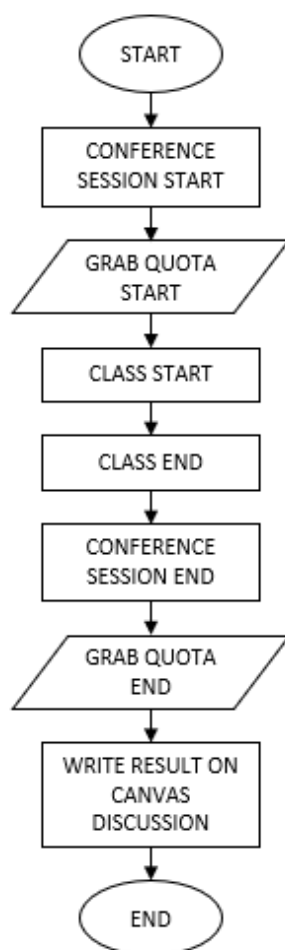 START
CONFERENCE
SESSION START
GRAB QUOTA
START
CLASS START
CLASS END
CONFERENCE
SESSION END
GRAB QUOTA
END
WRITE RESULT ON
CANVAS
DISCUSSION
END